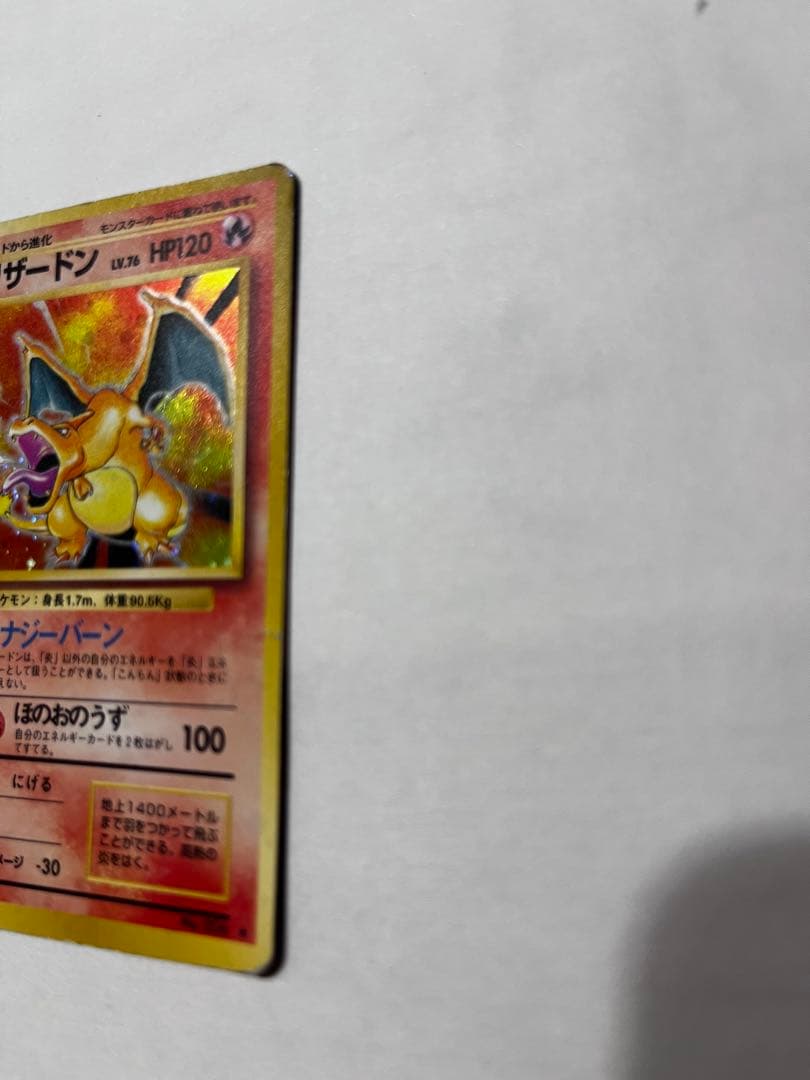 ドから進化
モンスターカードに重ねて使います。
ザードン LV.76 HP120
ケモン：身長1.7m、体重90.5Kg
ナジーバーン
ードンは、「炎」以外の自分のエネルギーを「炎」
ーとして扱うことができる。「こんらん」状態のときに
えない。
ほのおのうず
自分のエネルギーカードを2枚はがし
てすてる。
100
にげる
地上1400メートル
まで羽をつかって飛ぶ
ことができる。高熱の
炎をはく。
メージ -30